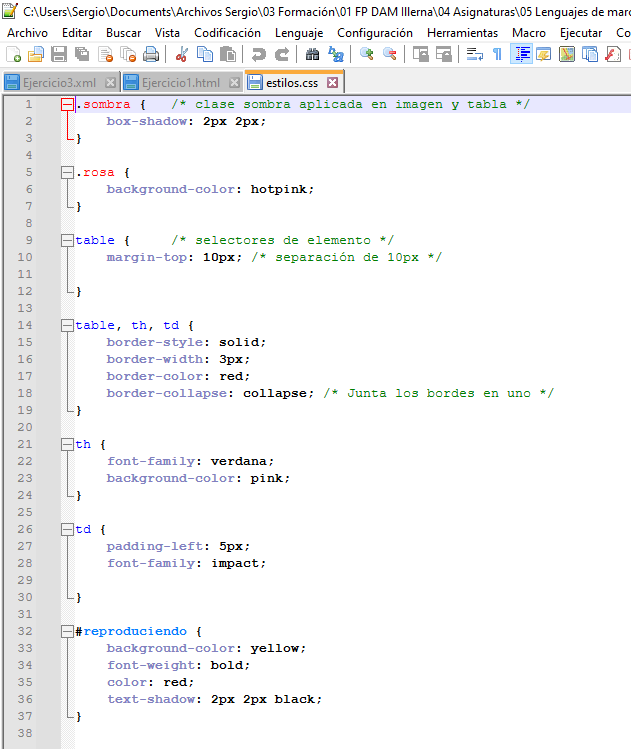 C:\Users\Sergio\Documents\Archivos Sergio\03 Formación\01 FP DAM Illerna\04 Asignaturas\05 Lenguajes de marc
Archivo Editar Buscar Vista Codificación Lenguaje Configuración Herramientas Macro Ejecutar Co
Ejercicio3.xml Ejercicio1.html estilos.css
1 .sombra { /* clase sombra aplicada en imagen y tabla */
2 box-shadow: 2px 2px;
3 }
4
5 .rosa {
6 background-color: hotpink;
7 }
8
9 table { /* selectores de elemento */
10 margin-top: 10px; /* separación de 10px */
11
12 }
13
14 table, th, td {
15 border-style: solid;
16 border-width: 3px;
17 border-color: red;
18 border-collapse: collapse; /* Junta los bordes en uno */
19 }
20
21 th {
22 font-family: verdana;
23 background-color: pink;
24 }
25
26 td {
27 padding-left: 5px;
28 font-family: impact;
29
30 }
31
32 #reproduciendo {
33 background-color: yellow;
34 font-weight: bold;
35 color: red;
36 text-shadow: 2px 2px black;
37 }
38